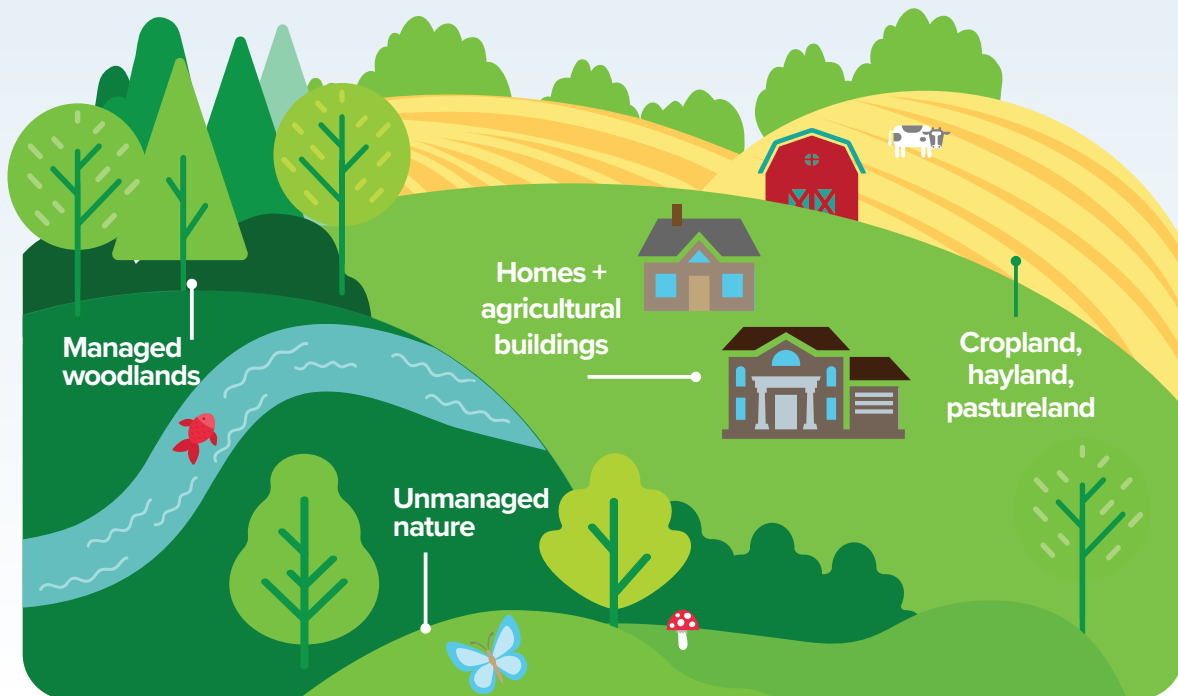 Homes +
agricultural
buildings
Managed
woodlands
Cropland,
hayland,
pastureland
Unmanaged
nature